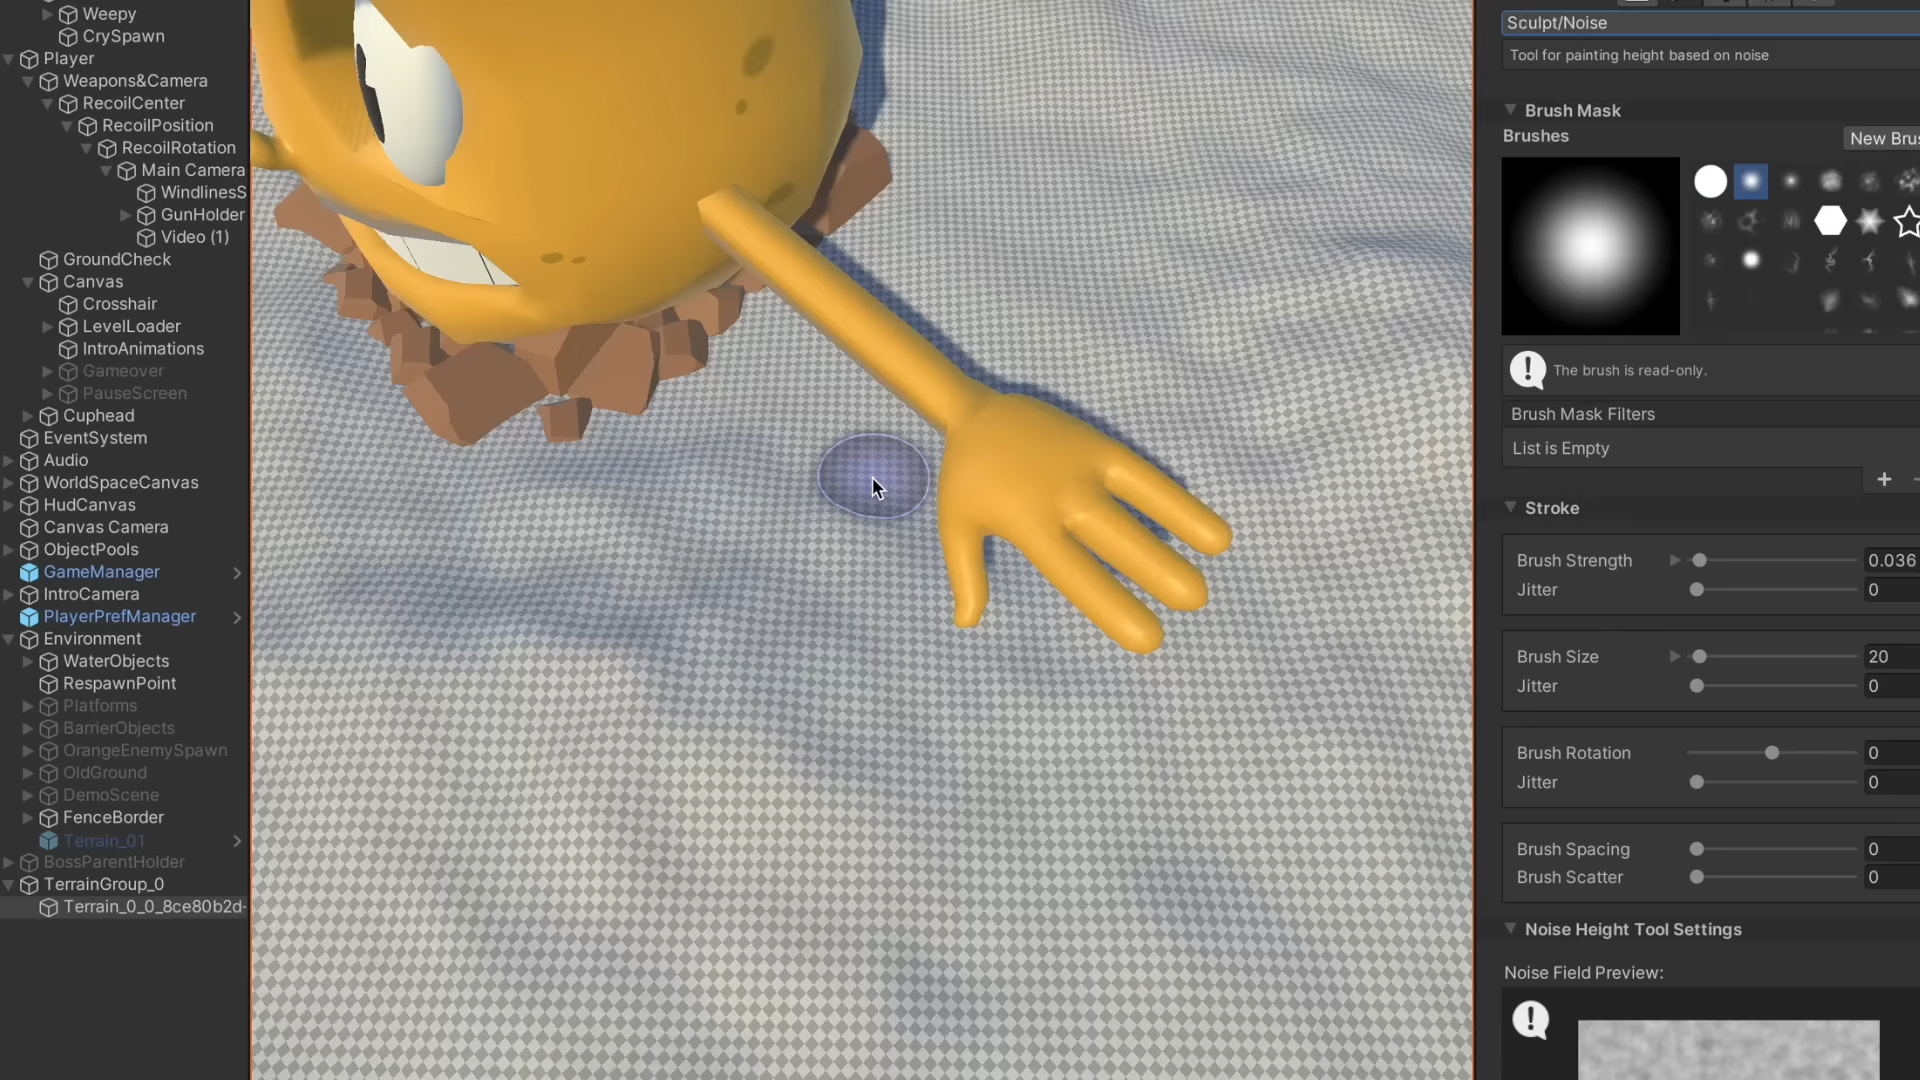 Weepy
CrySpawn
Player
Weapons&Camera
RecoilCenter
RecoilPosition
RecoilRotation
Main Camera
WindlinesS
GunHolder
Video (1)
GroundCheck
Canvas
Crosshair
LevelLoader
IntroAnimations
Gameover
PauseScreen
Cuphead
EventSystem
Audio
WorldSpaceCanvas
HudCanvas
Canvas Camera
ObjectPools
GameManager
IntroCamera
PlayerPrefManager
Environment
WaterObjects
RespawnPoint
Platforms
BarrierObjects
OrangeEnemySpawn
OldGround
DemoScene
FenceBorder
Terrain_01
BossParentHolder
TerrainGroup_0
Terrain_0_0_8ce80b2d-
Sculpt/Noise
Tool for painting height based on noise
Brush Mask
Brushes
New Brus
The brush is read-only.
Brush Mask Filters
List is Empty
+ -
Stroke
Brush Strength 0.036
Jitter 0
Brush Size 20
Jitter 0
Brush Rotation 0
Jitter 0
Brush Spacing 0
Brush Scatter 0
Noise Height Tool Settings
Noise Field Preview: